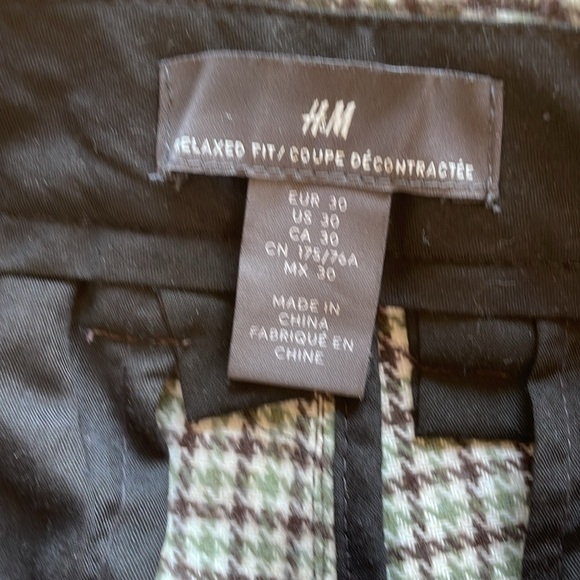 H&M
RELAXED FIT/COUPE DÉCONTRACTÉE
EUR 30
US 30
CA 30
CN 175/76A
MX 30
MADE IN
CHINA
FABRIQUÉ EN
CHINE